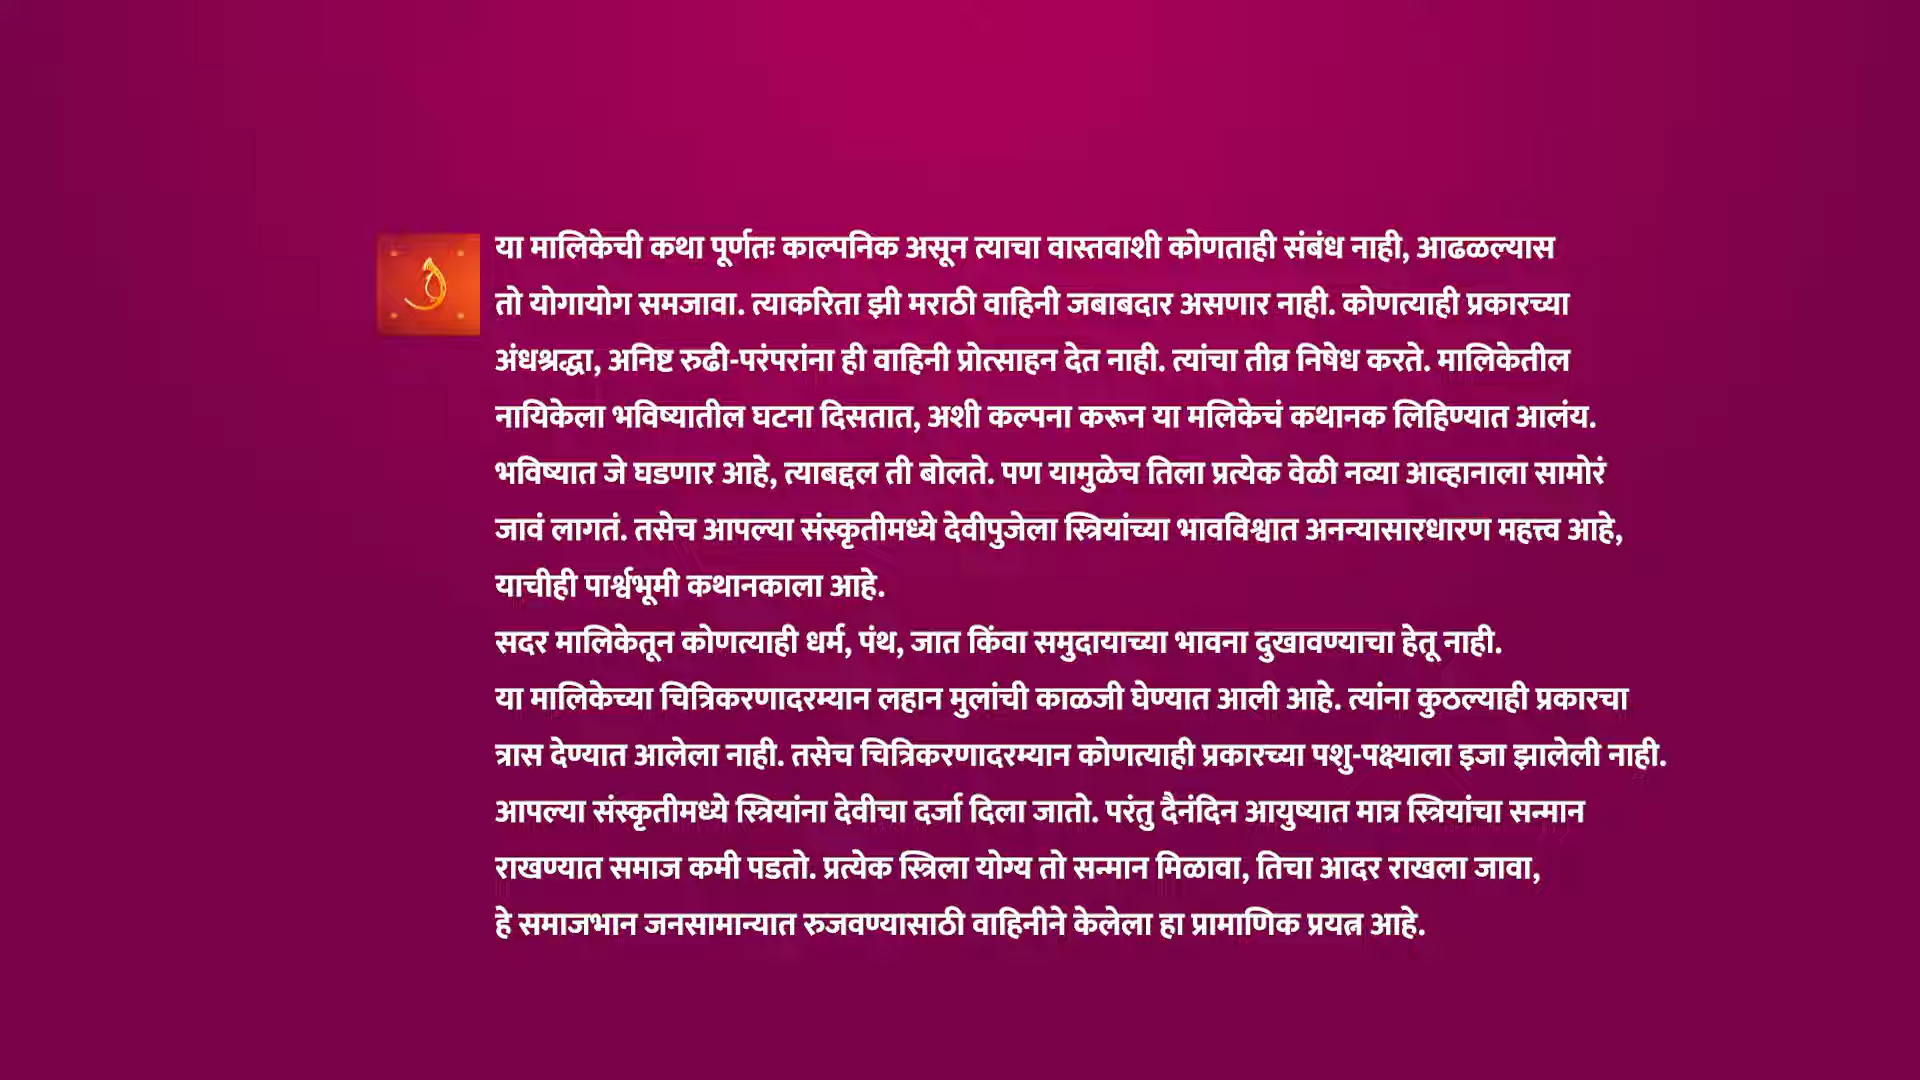 या मालिकेची कथा पूर्णतः काल्पनिक असून त्याचा वास्तवाशी कोणताही संबंध नाही, आढळल्यास
तो योगायोग समजावा. त्याकरिता झी मराठी वाहिनी जबाबदार असणार नाही. कोणत्याही प्रकारच्या
अंधश्रद्धा, अनिष्ट रुढी-परंपरांना ही वाहिनी प्रोत्साहन देत नाही. त्यांचा तीव्र निषेध करते. मालिकेतील
नायिकेला भविष्यातील घटना दिसतात, अशी कल्पना करून या मलिकेचं कथानक लिहिण्यात आलंय.
भविष्यात जे घडणार आहे, त्याबद्दल ती बोलते. पण यामुळेच तिला प्रत्येक वेळी नव्या आव्हानाला सामोरं
जावं लागतं. तसेच आपल्या संस्कृतीमध्ये देवीपुजेला स्त्रियांच्या भावविश्वात अनन्यासारधारण महत्त्व आहे,
याचीही पार्श्वभूमी कथानकाला आहे.
सदर मालिकेतून कोणत्याही धर्म, पंथ, जात किंवा समुदायाच्या भावना दुखावण्याचा हेतू नाही.
या मालिकेच्या चित्रिकरणादरम्यान लहान मुलांची काळजी घेण्यात आली आहे. त्यांना कुठल्याही प्रकारचा
त्रास देण्यात आलेला नाही. तसेच चित्रिकरणादरम्यान कोणत्याही प्रकारच्या पशु-पक्ष्याला इजा झालेली नाही.
आपल्या संस्कृतीमध्ये स्त्रियांना देवीचा दर्जा दिला जातो. परंतु दैनंदिन आयुष्यात मात्र स्त्रियांचा सन्मान
राखण्यात समाज कमी पडतो. प्रत्येक स्त्रिला योग्य तो सन्मान मिळावा, तिचा आदर राखला जावा,
हे समाजभान जनसामान्यात रुजवण्यासाठी वाहिनीने केलेला हा प्रामाणिक प्रयत्न आहे.